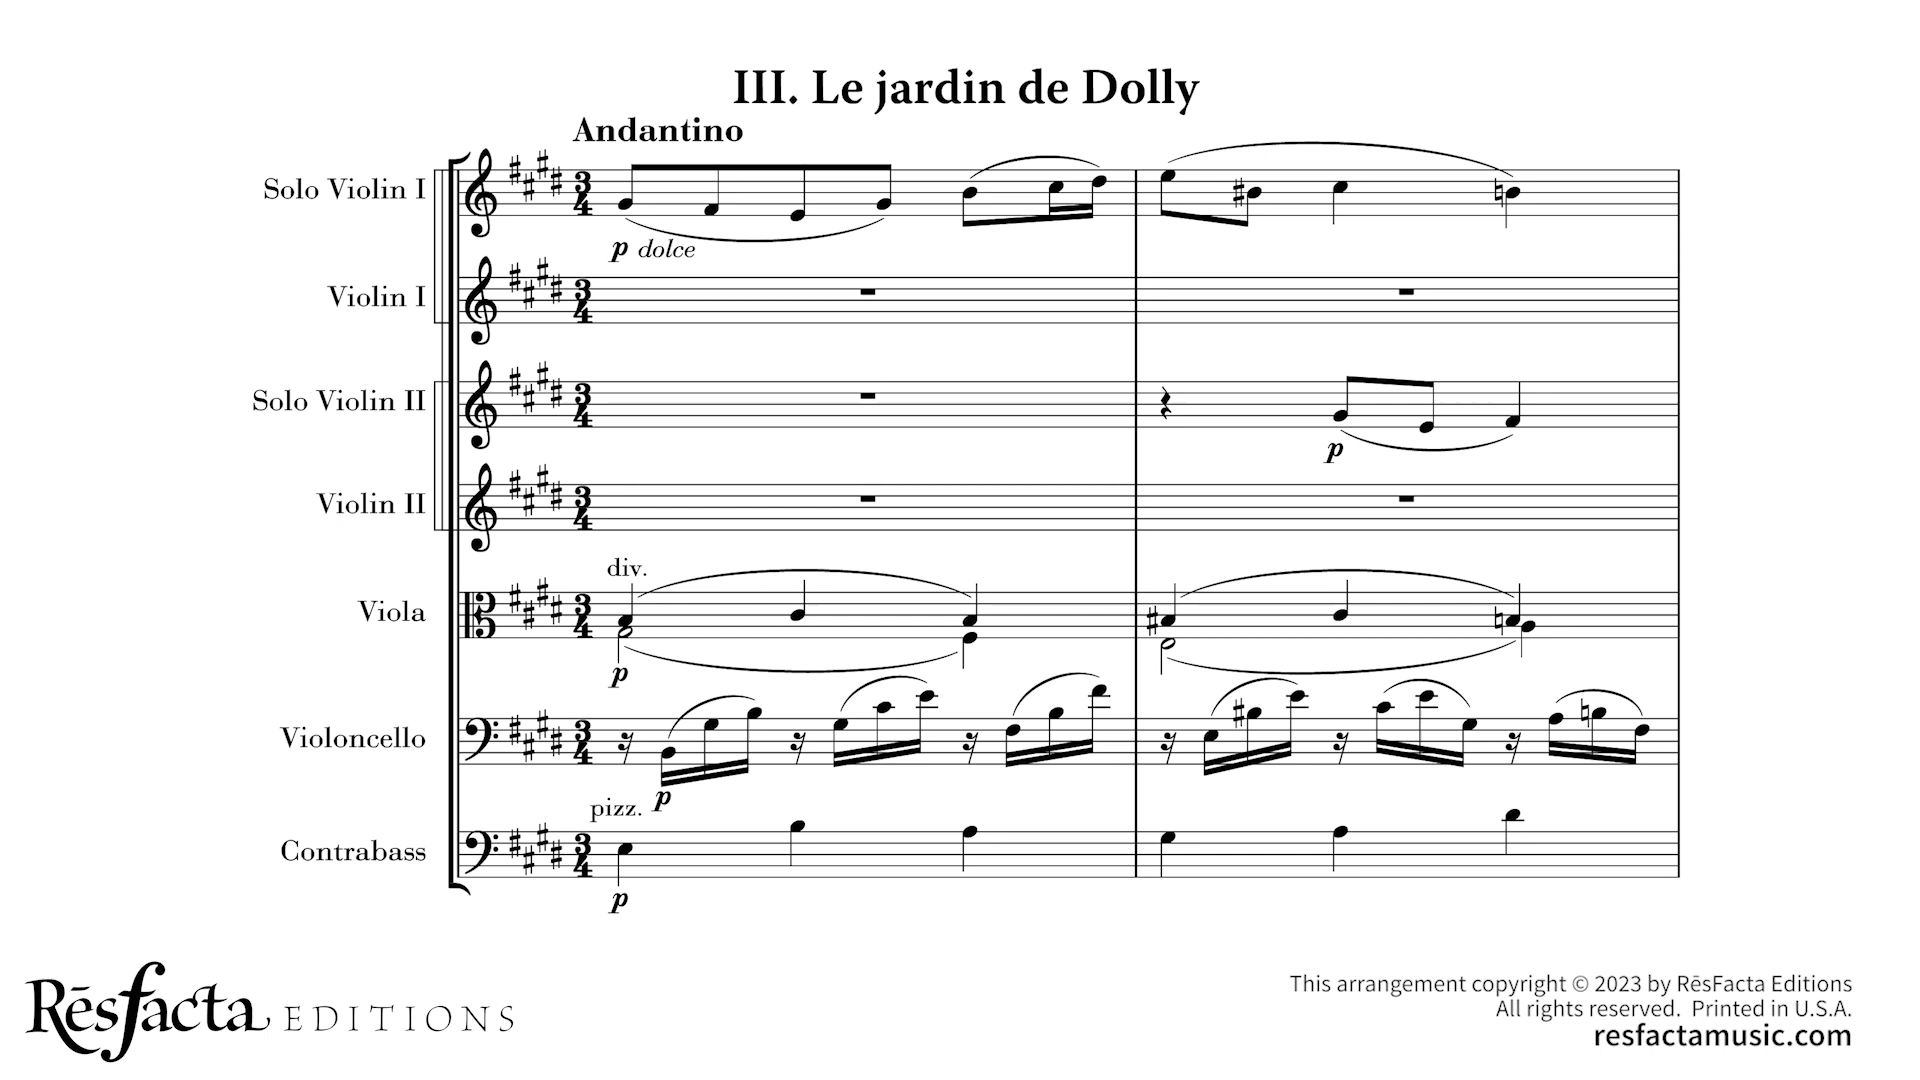 III. Le jardin de Dolly
Andantino
Solo Violin I
p dolce
Violin I
Solo Violin II
p
Violin II
div.
Viola
p
Violoncello
p
pizz.
Contrabass
p
RēsFacta EDITIONS
This arrangement copyright © 2023 by RēsFacta Editions
All rights reserved. Printed in U.S.A.
resfactamusic.com